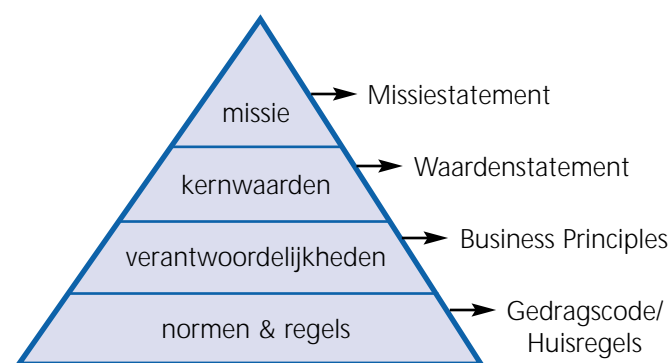 missie
Missiestatement
kernwaarden
Waardenstatement
verantwoordelijkheden
Business Principles
normen & regels
Gedragscode/
Huisregels